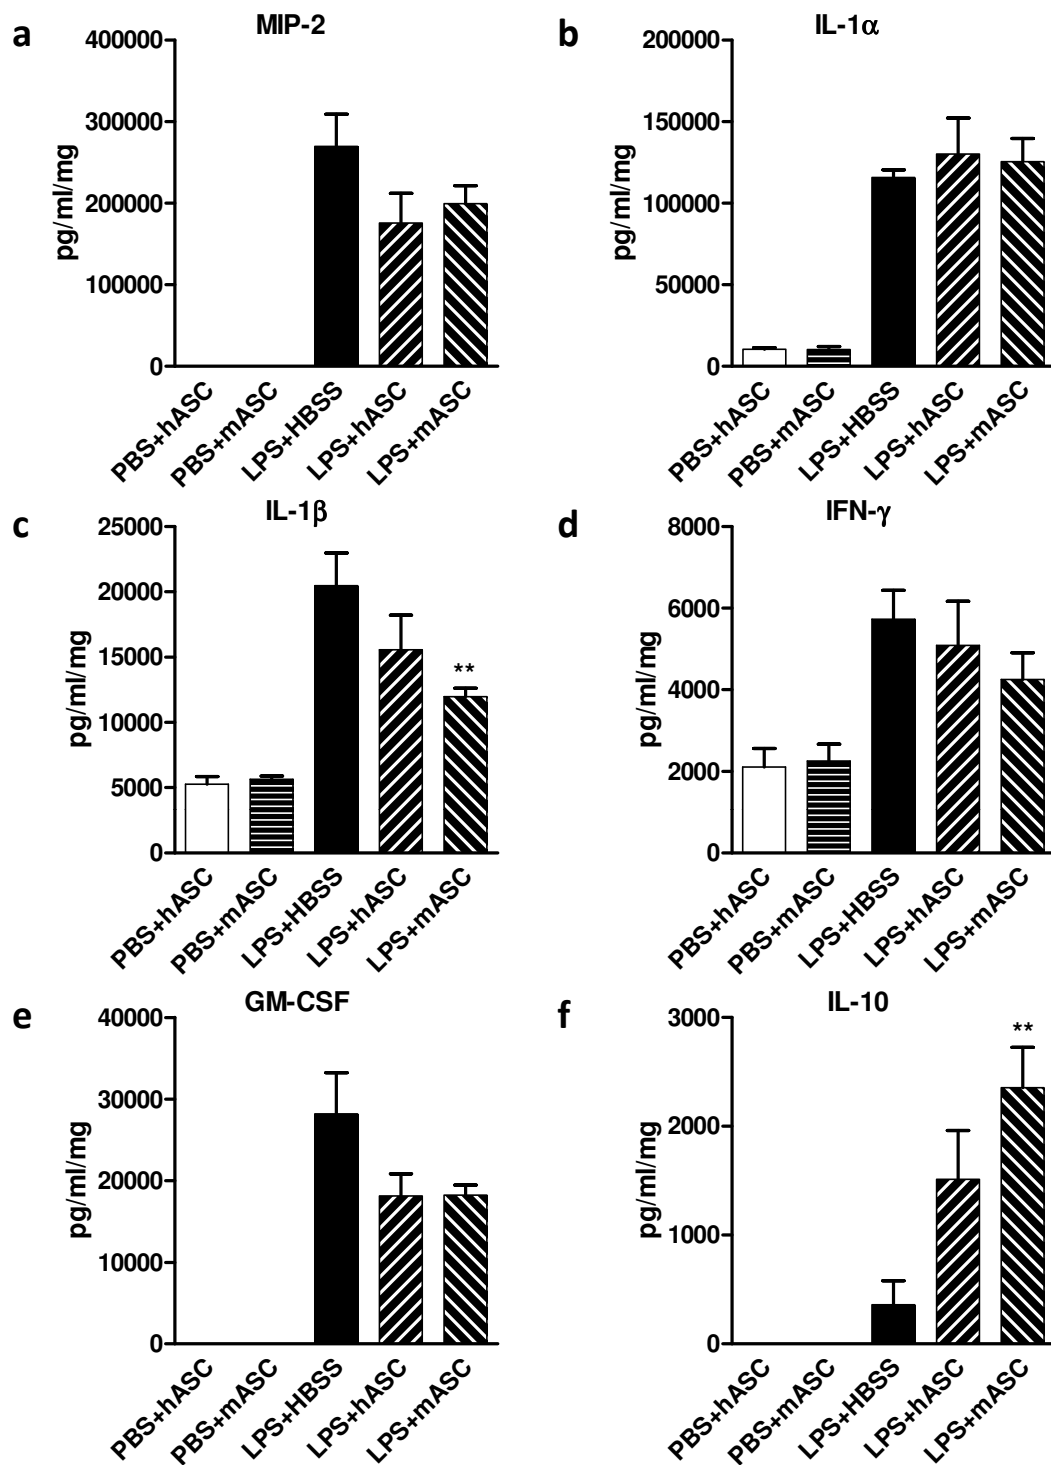 a
MIP-2
400000
300000
200000
100000
0
pg/ml/mg
PBS+hASC
PBS+mASC
LPS+HBSS
LPS+hASC
LPS+mASC
b
IL-1α
200000
150000
100000
50000
0
pg/ml/mg
PBS+hASC
PBS+mASC
LPS+HBSS
LPS+hASC
LPS+mASC
c
IL-1β
25000
20000
15000
10000
5000
0
pg/ml/mg
**
PBS+hASC
PBS+mASC
LPS+HBSS
LPS+hASC
LPS+mASC
d
IFN-γ
8000
6000
4000
2000
0
pg/ml/mg
PBS+hASC
PBS+mASC
LPS+HBSS
LPS+hASC
LPS+mASC
e
GM-CSF
40000
30000
20000
10000
0
pg/ml/mg
PBS+hASC
PBS+mASC
LPS+HBSS
LPS+hASC
LPS+mASC
f
IL-10
3000
2000
1000
0
pg/ml/mg
**
PBS+hASC
PBS+mASC
LPS+HBSS
LPS+hASC
LPS+mASC